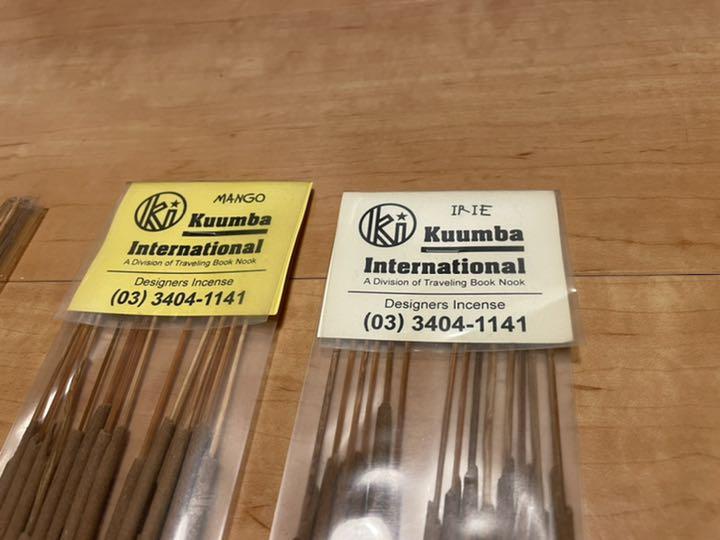 MANGO
Ki Kuumba
International
A Division of Traveling Book Nook
Designers Incense
(03) 3404-1141
IRIE
Ki Kuumba
International
A Division of Traveling Book Nook
Designers Incense
(03) 3404-1141